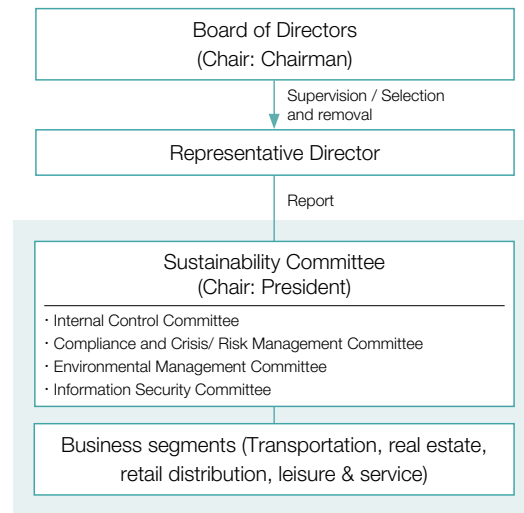 Board of Directors
(Chair: Chairman)
Supervision / Selection
and removal
Representative Director
Report
Sustainability Committee
(Chair: President)
· Internal Control Committee
· Compliance and Crisis/ Risk Management Committee
· Environmental Management Committee
· Information Security Committee
Business segments (Transportation, real estate,
retail distribution, leisure & service)